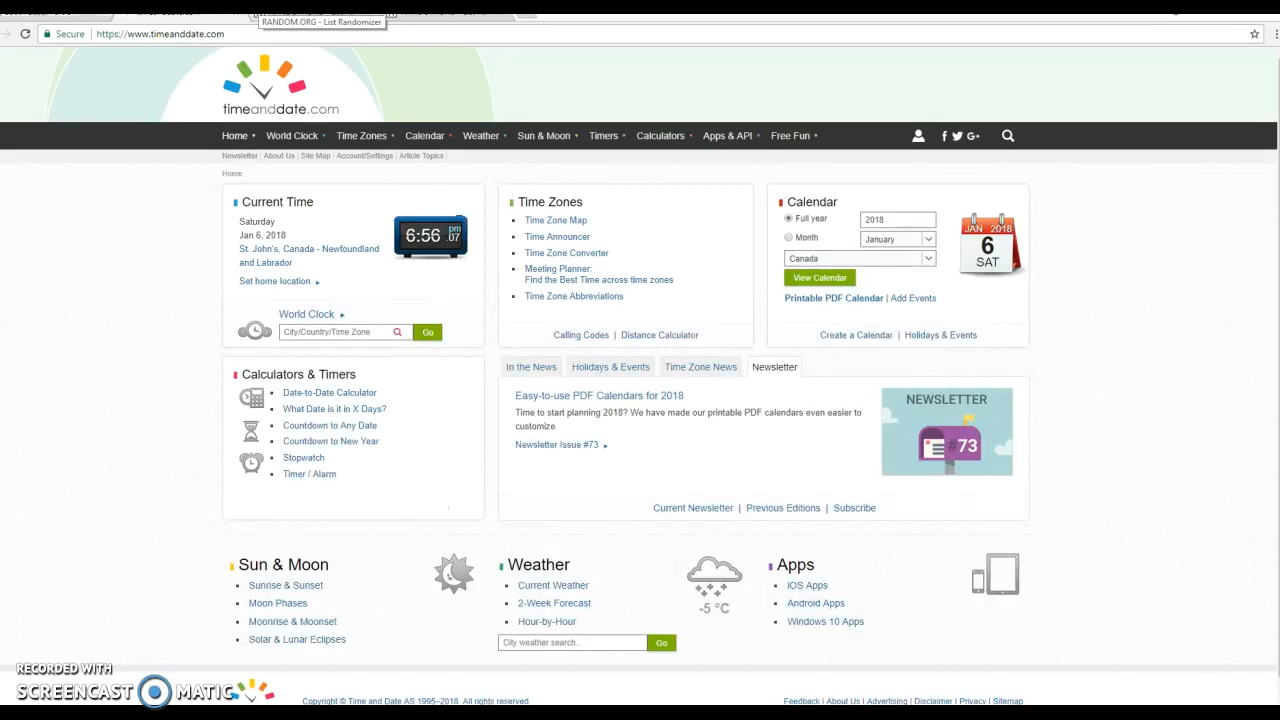 RANDOM.ORG - List Randomizer
Secure
https://www.timeanddate.com
timeanddate.com
Home World Clock Time Zones Calendar Weather Sun & Moon Timers Calculators Apps & API Free Fun
Newsletter | About Us | Site Map | Account/Settings | Article Topics |
Home
Current Time
Saturday
Jan 6, 2018
St. John's, Canada - Newfoundland
and Labrador
Set home location
6:56 pm 07
World Clock
City/Country/Time Zone
Go
Time Zones
Time Zone Map
Time Announcer
Time Zone Converter
Meeting Planner:
Find the Best Time across time zones
Time Zone Abbreviations
Calling Codes | Distance Calculator
Calendar
Full year 2018
Month January
Canada
View Calendar
Printable PDF Calendar | Add Events
JAN 2018
6
SAT
Create a Calendar | Holidays & Events
Calculators & Timers
Date-to-Date Calculator
What Date is it in X Days?
Countdown to Any Date
Countdown to New Year
Stopwatch
Timer / Alarm
In the News Holidays & Events Time Zone News Newsletter
Easy-to-use PDF Calendars for 2018
Time to start planning 2018? We have made our printable PDF calendars even easier to
customize.
Newsletter Issue #73
NEWSLETTER
#73
Current Newsletter | Previous Editions | Subscribe
Sun & Moon
Sunrise & Sunset
Moon Phases
Moonrise & Moonset
Solar & Lunar Eclipses
Weather
Current Weather
2-Week Forecast
Hour-by-Hour
-5 °C
City weather search...
Go
Apps
iOS Apps
Android Apps
Windows 10 Apps
RECORDED WITH
SCREENCAST MATIC
Copyright © Time and Date AS 1995–2018. All rights reserved.
Feedback | About Us | Advertising | Disclaimer | Privacy | Sitemap